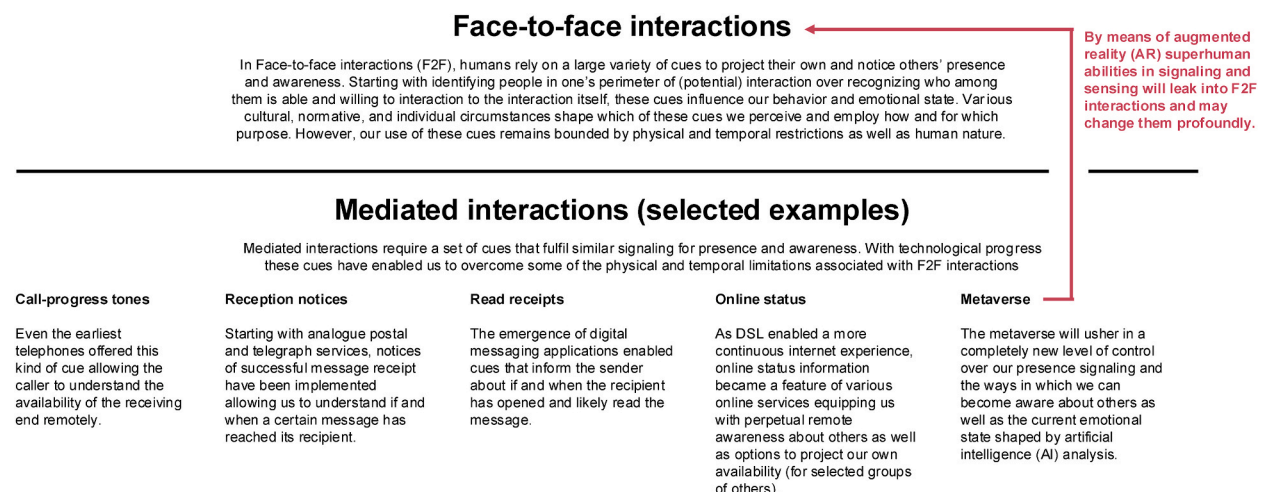 Face-to-face interactions
In Face-to-face interactions (F2F), humans rely on a large variety of cues to project their own and notice others' presence
and awareness. Starting with identifying people in one's perimeter of (potential) interaction over recognizing who among
them is able and willing to interaction to the interaction itself, these cues influence our behavior and emotional state. Various
cultural, normative, and individual circumstances shape which of these cues we perceive and employ how and for which
purpose. However, our use of these cues remains bounded by physical and temporal restrictions as well as human nature.
By means of augmented
reality (AR) superhuman
abilities in signaling and
sensing will leak into F2F
interactions and may
change them profoundly.
Mediated interactions (selected examples)
Mediated interactions require a set of cues that fulfil similar signaling for presence and awareness. With technological progress
these cues have enabled us to overcome some of the physical and temporal limitations associated with F2F interactions
Call-progress tones
Even the earliest
telephones offered this
kind of cue allowing the
caller to understand the
availability of the receiving
end remotely.
Reception notices
Starting with analogue postal
and telegraph services, notices
of successful message receipt
have been implemented
allowing us to understand if and
when a certain message has
reached its recipient.
Read receipts
The emergence of digital
messaging applications enabled
cues that inform the sender
about if and when the recipient
has opened and likely read the
message.
Online status
As DSL enabled a more
continuous internet experience,
online status information
became a feature of various
online services equipping us
with perpetual remote
awareness about others as well
as options to project our own
availability (for selected groups
of others)
Metaverse
The metaverse will usher in a
completely new level of control
over our presence signaling and
the ways in which we can
become aware about others as
well as the current emotional
state shaped by artificial
intelligence (AI) analysis.